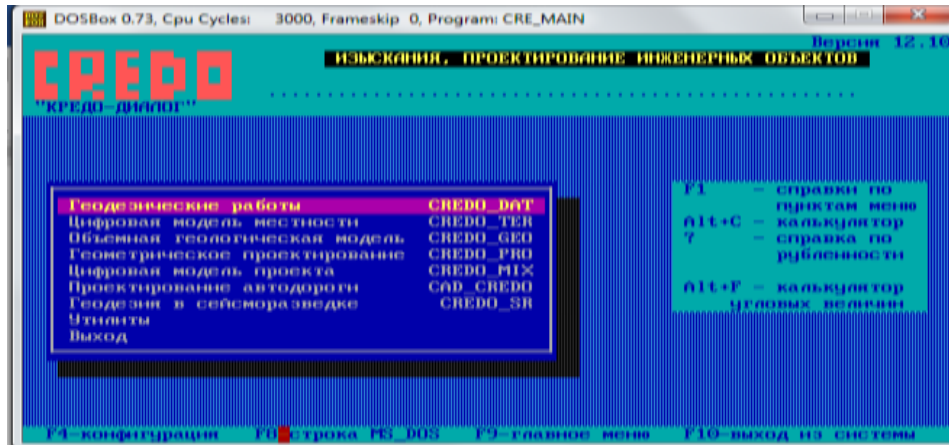 DOSBox 0.73, Cpu Cycles: 3000, Frameskip 0, Program: CRE_MAIN
Версия 12.10
ИЗЫСКАНИЯ, ПРОЕКТИРОВАНИЕ ИНЖЕНЕРНЫХ ОБЪЕКТОВ
CREDO
"КРЕДО-ДИАЛОГ"
Геодезические работы CREDO_DAT
Цифровая модель местности CREDO_TER
Объемная геологическая модель CREDO_GEO
Геометрическое проектирование CREDO_PRO
Цифровая модель проекта CREDO_MIX
Проектирование автодороги CAD_CREDO
Геодезия в сейсморазведке CREDO_SR
Утилиты
Выход
F1 - справки по
пунктам меню
Alt+C - калькулятор
? - справка по
рубленности
Alt+F - калькулятор
угловых величин
F4-конфигурация F8 строка MS_DOS F9-главное меню F10-выход из системы